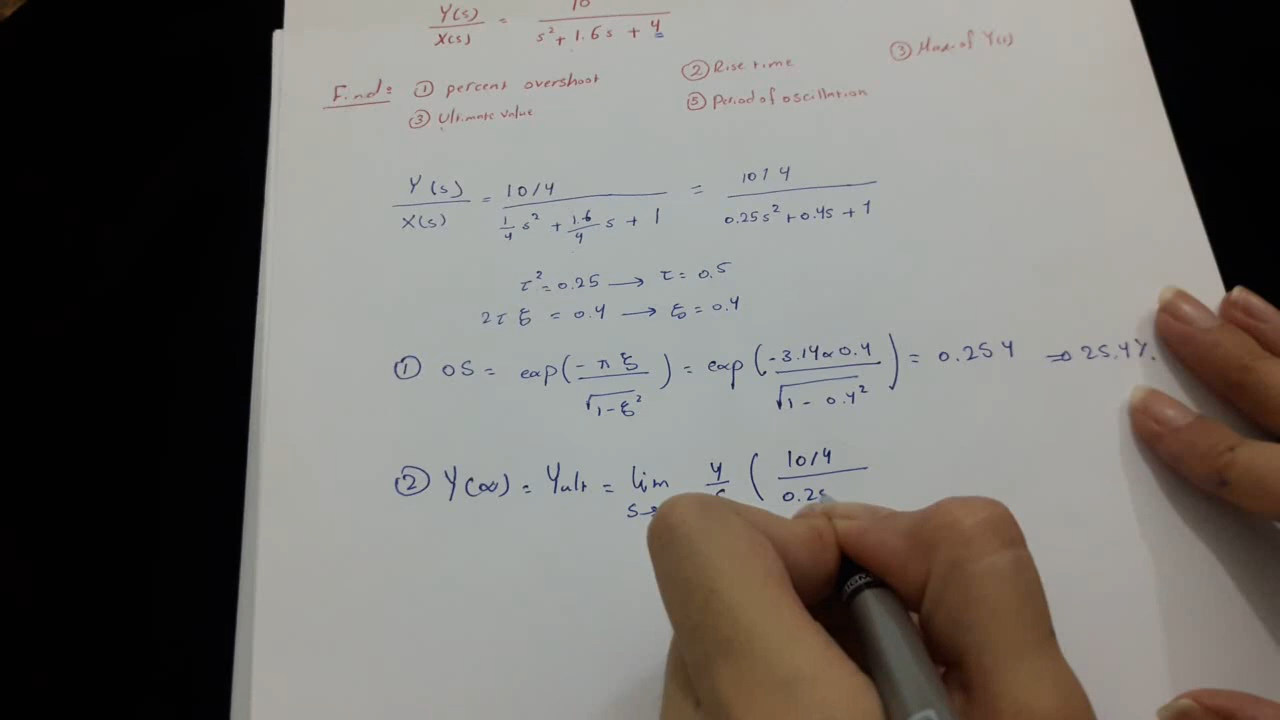 Y(s)/X(s) = 10/(s² + 1.6s + 4)
Find: ① percent overshoot ② Rise time ③ Max of Y(t)
③ Ultimate value ⑤ Period of oscillation
Y(s)/X(s) = (10/4)/(1/4 s² + 1.6/4 s + 1) = (10/4)/(0.25s² + 0.4s + 1)
τ² = 0.25 → τ = 0.5
2τ ξ = 0.4 → ξ = 0.4
① OS = exp(-π ξ/√1-ξ²) = exp(-3.14×0.4/√1 - 0.4²) = 0.254 ⇒ 25.4%.
② Y(∞) = Yult = lim s→ 4/s (10/4 / 0.25